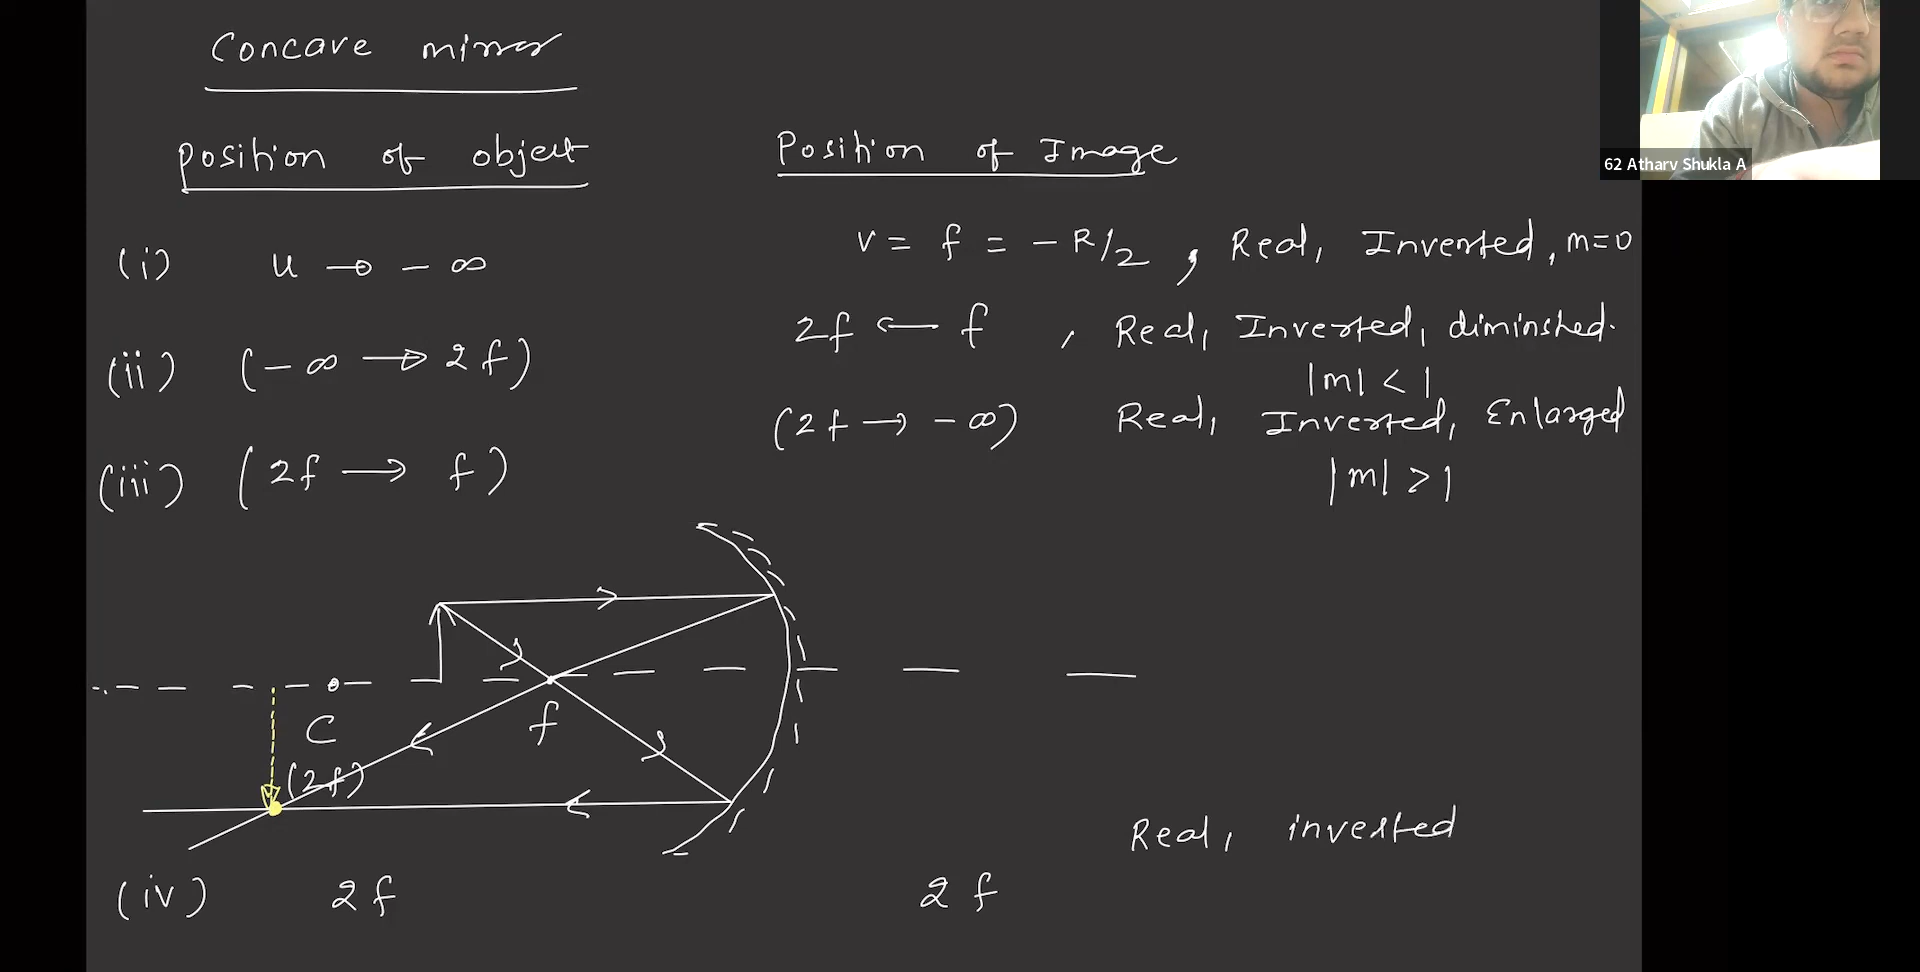 Concave mirror
position of object Position of Image
(i) u → - ∞ v = f = - R/2 , Real, Inverted, m=0
(ii) (- ∞ → 2f) 2f ← f , Real, Inverted, diminshed.
|m| < 1
(iii) (2f → f) (2f → - ∞) Real, Inverted, Enlarged
|m| > 1
C
(2f)
f
Real, inverted
(iv) 2f 2f
62 Atharv Shukla A